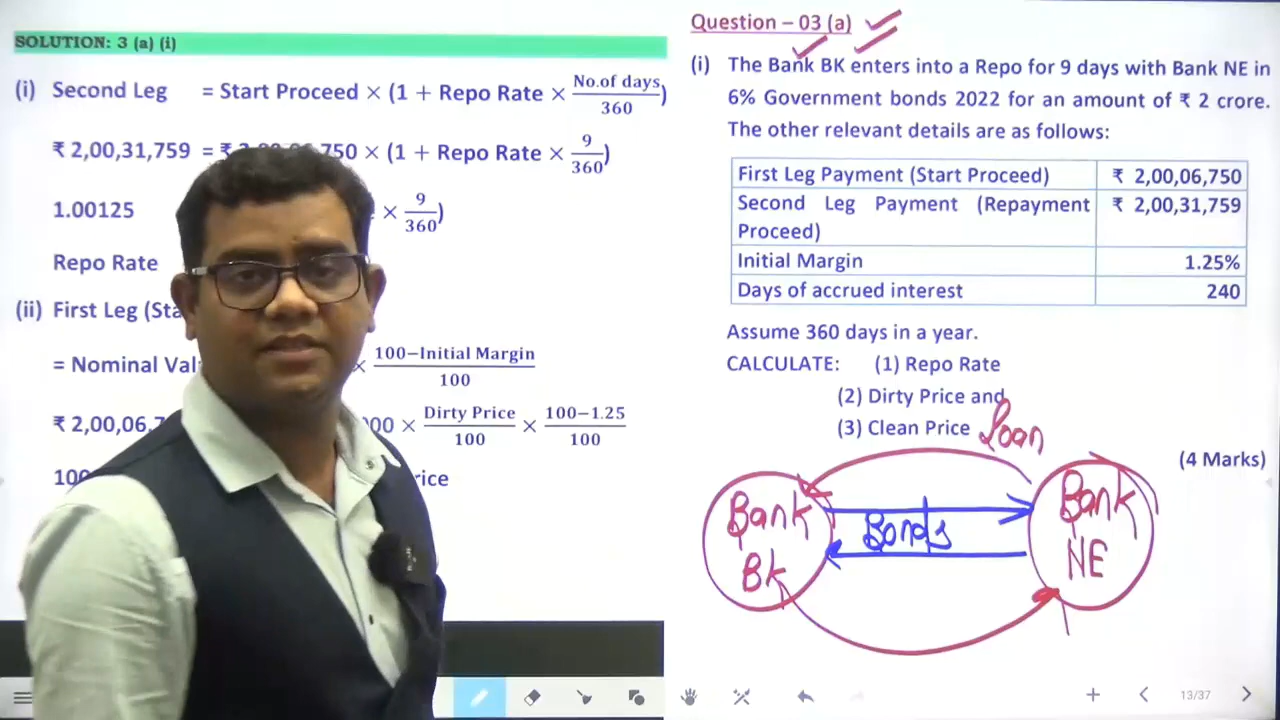 SOLUTION: 3 (a) (i)
(i) Second Leg = Start Proceed × (1 + Repo Rate × No.of days/360)
₹ 2,00,31,759 = ₹ 750 × (1 + Repo Rate × 9/360)
1.00125 × 9/360)
Repo Rate
(ii) First Leg
= Nominal × 100−Initial Margin/100
₹ 2,00,06, 00 × Dirty Price/100 × 100−1.25/100
Question – 03 (a)
(i) The Bank BK enters into a Repo for 9 days with Bank NE in
6% Government bonds 2022 for an amount of ₹ 2 crore.
The other relevant details are as follows:
First Leg Payment (Start Proceed) ₹ 2,00,06,750
Second Leg Payment (Repayment ₹ 2,00,31,759
Proceed)
Initial Margin 1.25%
Days of accrued interest 240
Assume 360 days in a year.
CALCULATE: (1) Repo Rate
(2) Dirty Price and
(3) Clean Price
Loan
(4 Marks)
Bank
BK
Bonds
Bank
NE
13/37